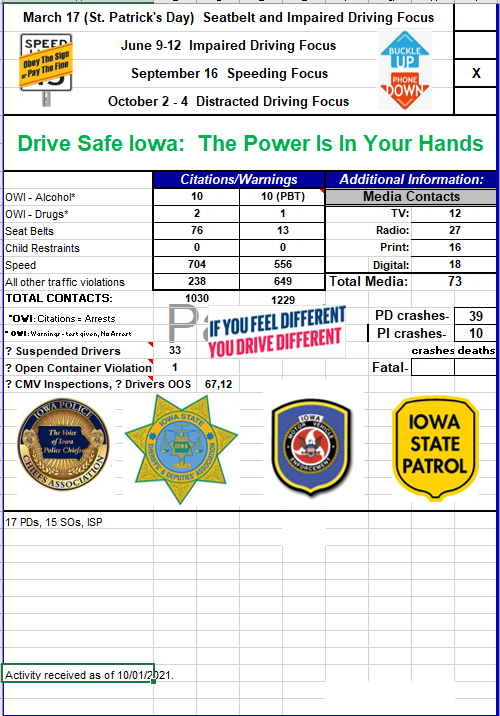 March 17 (St. Patrick's Day)  Seatbelt and Impaired Driving Focus
June 9-12  Impaired Driving Focus
September 16  Speeding Focus
October 2 - 4  Distracted Driving Focus
SPEED
Obey The Sign
or Pay The Fine
BUCKLE
UP
PHONE
DOWN
X
Drive Safe Iowa:  The Power Is In Your Hands
Citations/Warnings Additional Information:
OWI - Alcohol* 10 10 (PBT) Media Contacts
OWI - Drugs* 2 1 TV: 12
Seat Belts 76 13 Radio: 27
Child Restraints 0 0 Print: 16
Speed 704 556 Digital: 18
All other traffic violations 238 649 Total Media: 73
TOTAL CONTACTS: 1030 1229
*OWI: Citations = Arrests
* OWI: Warnings - test given, No Arrest
Pa
IF YOU FEEL DIFFERENT
YOU DRIVE DIFFERENT
PD crashes- 39
PI crashes- 10
crashes deaths
Fatal-
? Suspended Drivers 33
? Open Container Violation 1
? CMV Inspections, ? Drivers OOS 67,12
IOWA POLICE
The Voice
of Iowa
Police Chiefs
CHIEFS ASSOCIATION
IOWA STATE
IOWA
SHERIFFS & DEPUTIES' ASSOCIATION
IOWA
MOTOR VEHICLE
ENFORCEMENT
IOWA
STATE
PATROL
17 PDs, 15 SOs, ISP
Activity received as of 10/01/2021.